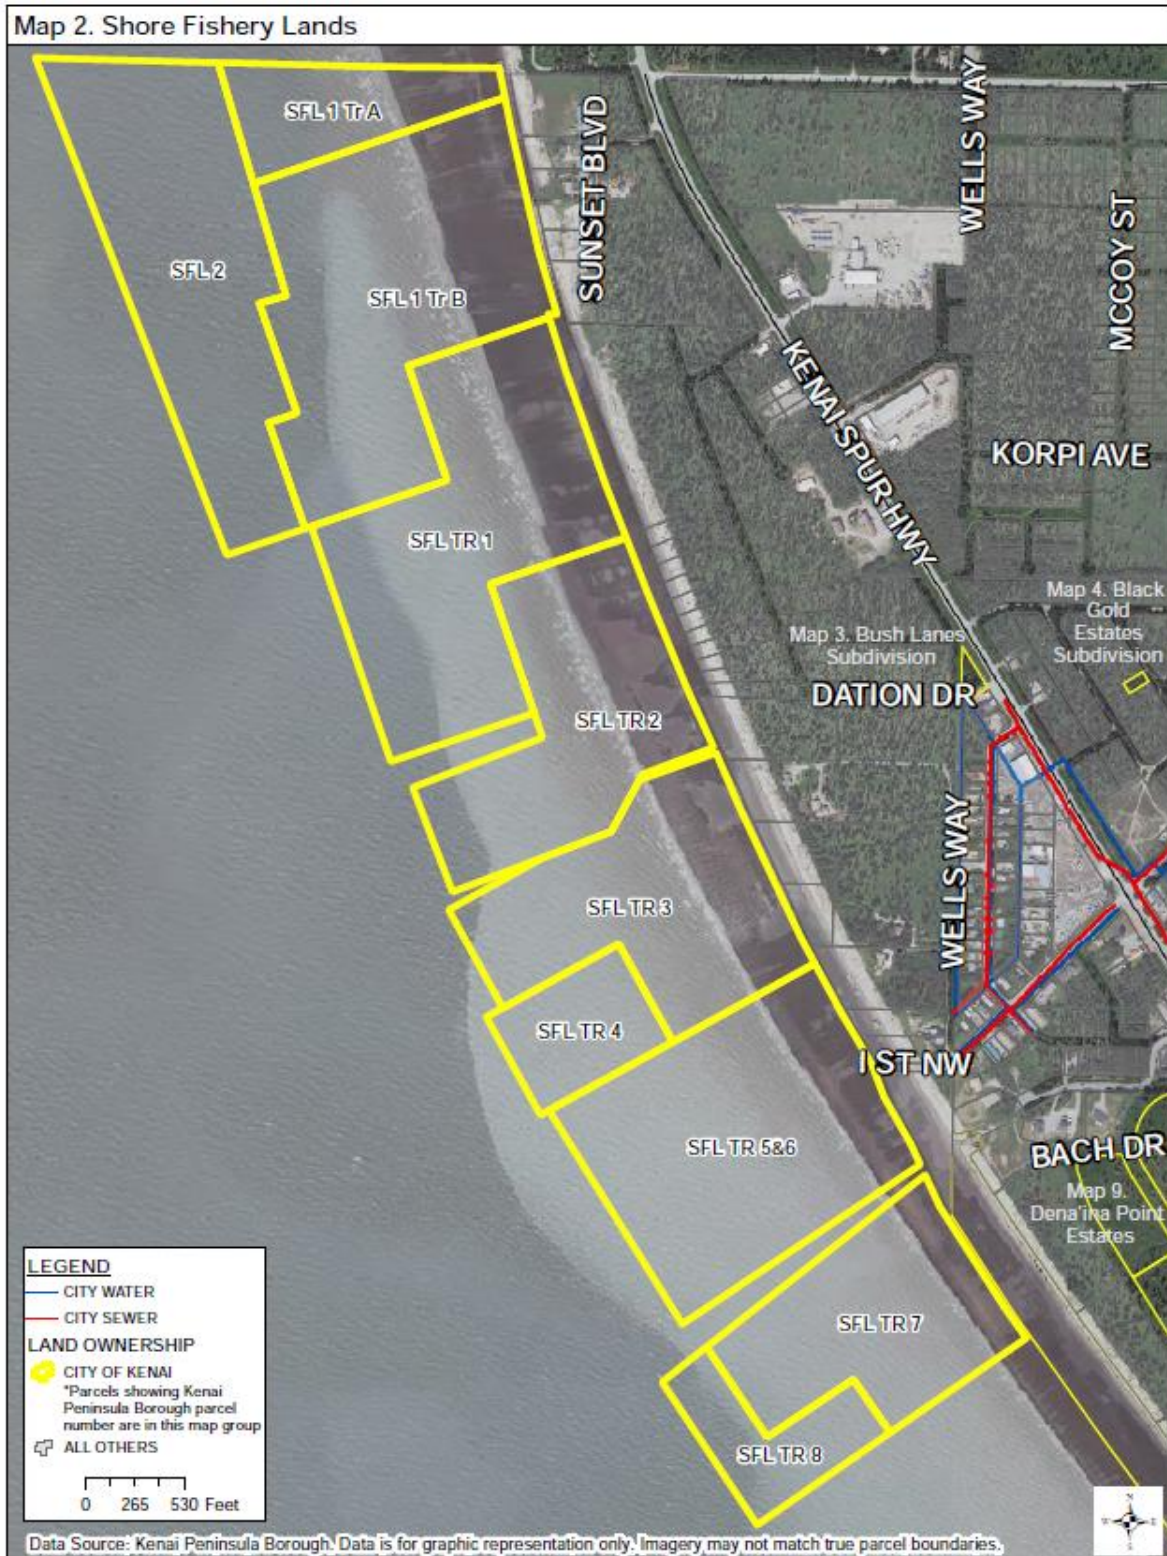 Map 2. Shore Fishery Lands
SFL 1 Tr A
SUNSET BLVD
WELLS WAY
MCCOY ST
SFL 2
SFL 1 Tr B
KENAI SPUR HWY
KORPI AVE
SFL TR 1
Map 4. Black
Gold
Estates
Subdivision
Map 3. Bush Lanes
Subdivision
DATION DR
SFL TR 2
WELLS WAY
SFL TR 3
SFL TR 4
I ST NW
SFL TR 5&6
BACH DR
Map 9.
Dena'ina Point
Estates
SFL TR 7
SFL TR 8
LEGEND
CITY WATER
CITY SEWER
LAND OWNERSHIP
CITY OF KENAI
*Parcels showing Kenai
Peninsula Borough parcel
number are in this map group
ALL OTHERS
0 265 530 Feet
Data Source: Kenai Peninsula Borough. Data is for graphic representation only. Imagery may not match true parcel boundaries.